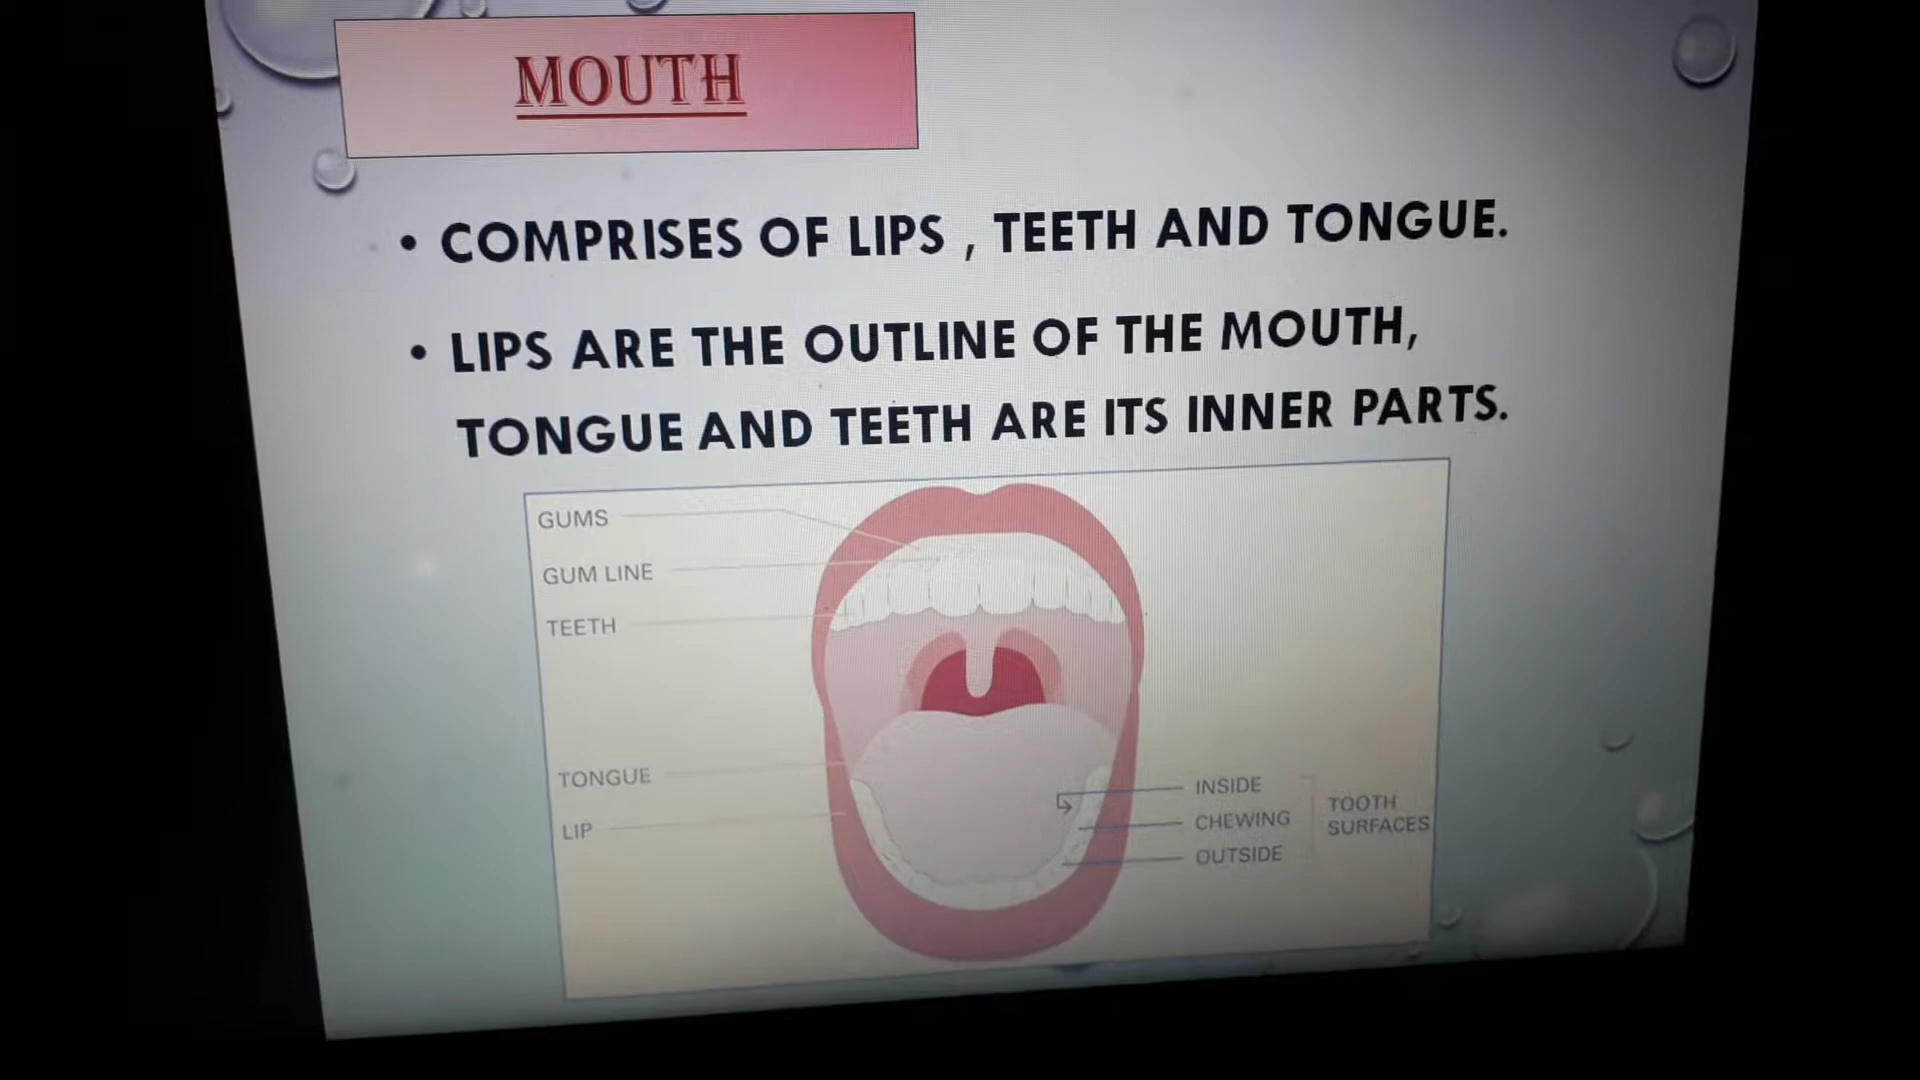 MOUTH
• COMPRISES OF LIPS , TEETH AND TONGUE.
• LIPS ARE THE OUTLINE OF THE MOUTH,
TONGUE AND TEETH ARE ITS INNER PARTS.
GUMS
GUM LINE
TEETH
TONGUE
LIP
INSIDE
CHEWING
OUTSIDE
TOOTH
SURFACES